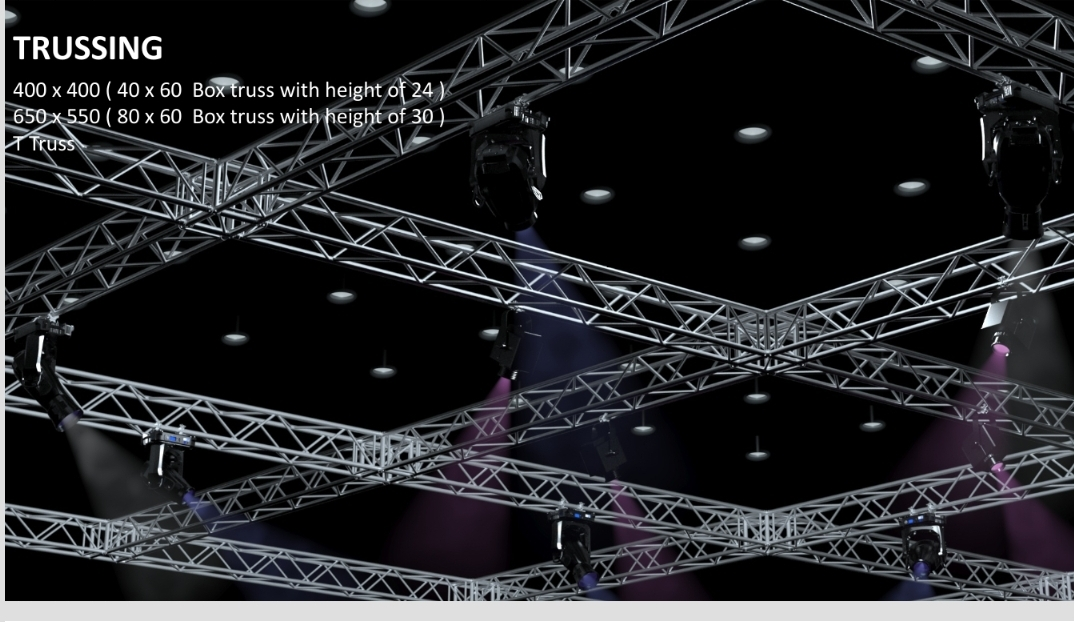 TRUSSING
400 x 400 ( 40 x 60  Box truss with height of 24 )
650 x 550 ( 80 x 60  Box truss with height of 30 )
T Truss